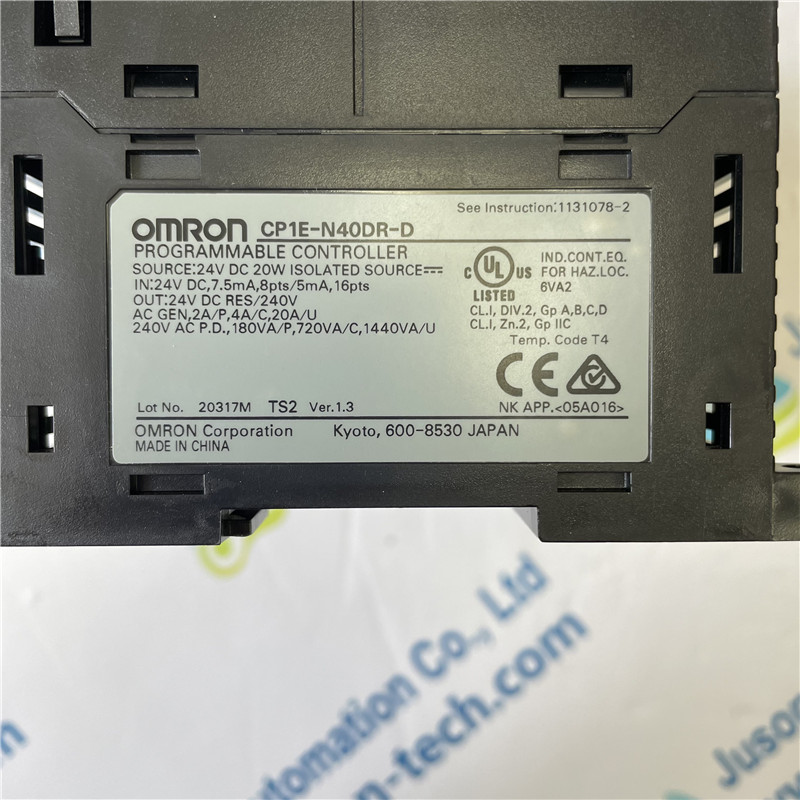 OMRON CP1E-N40DR-D
See Instruction:1131078-2
PROGRAMMABLE CONTROLLER
SOURCE:24V DC 20W ISOLATED SOURCE⎓
IN:24V DC,7.5mA,8pts/5mA,16pts
OUT:24V DC RES/240V
AC GEN,2A/P,4A/C,20A/U
240V AC P.D.,180VA/P,720VA/C,1440VA/U
C UL US
LISTED
IND.CONT.EQ.
FOR HAZ.LOC.
6VA2
CL.I, DIV.2, Gp A,B,C,D
CL.I, Zn.2, Gp IIC
Temp. Code T4
CE
NK APP.<05A016>
Lot No. 20317M TS2 Ver.1.3
OMRON Corporation Kyoto, 600-8530 JAPAN
MADE IN CHINA
utomation Co., Ltd
n-tech.com
Juson